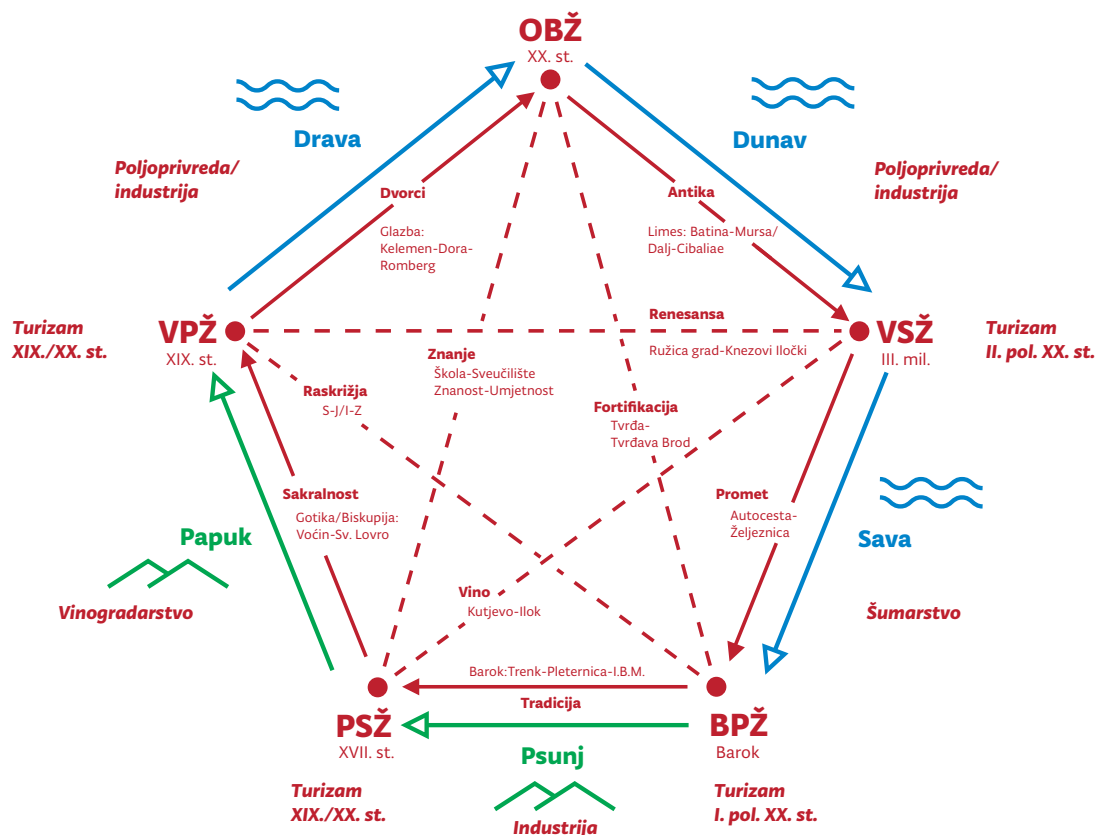 OBŽ
XX. st.
Drava
Dunav
Poljoprivreda/
industrija
Poljoprivreda/
industrija
Dvorci
Glazba:
Kelemen-Dora-
Romberg
Antika
Limes: Batina-Mursa/
Dalj-Cibaliae
Turizam
XIX./XX. st.
VPŽ
XIX. st.
Renesansa
Ružica grad-Knezovi Iločki
VSŽ
III. mil.
Turizam
II. pol. XX. st.
Znanje
Škola-Sveučilište
Znanost-Umjetnost
Raskrižja
S-J/I-Z
Fortifikacija
Tvrđa-
Tvrđava Brod
Sakralnost
Gotika/Biskupija:
Voćin-Sv. Lovro
Promet
Autocesta-
Željeznica
Papuk
Sava
Vinogradarstvo
Vino
Kutjevo-Ilok
Šumarstvo
Barok:Trenk-Pleternica-I.B.M.
Tradicija
PSŽ
XVII. st.
BPŽ
Barok
Psunj
Turizam
XIX./XX. st.
Industrija
Turizam
I. pol. XX. st.